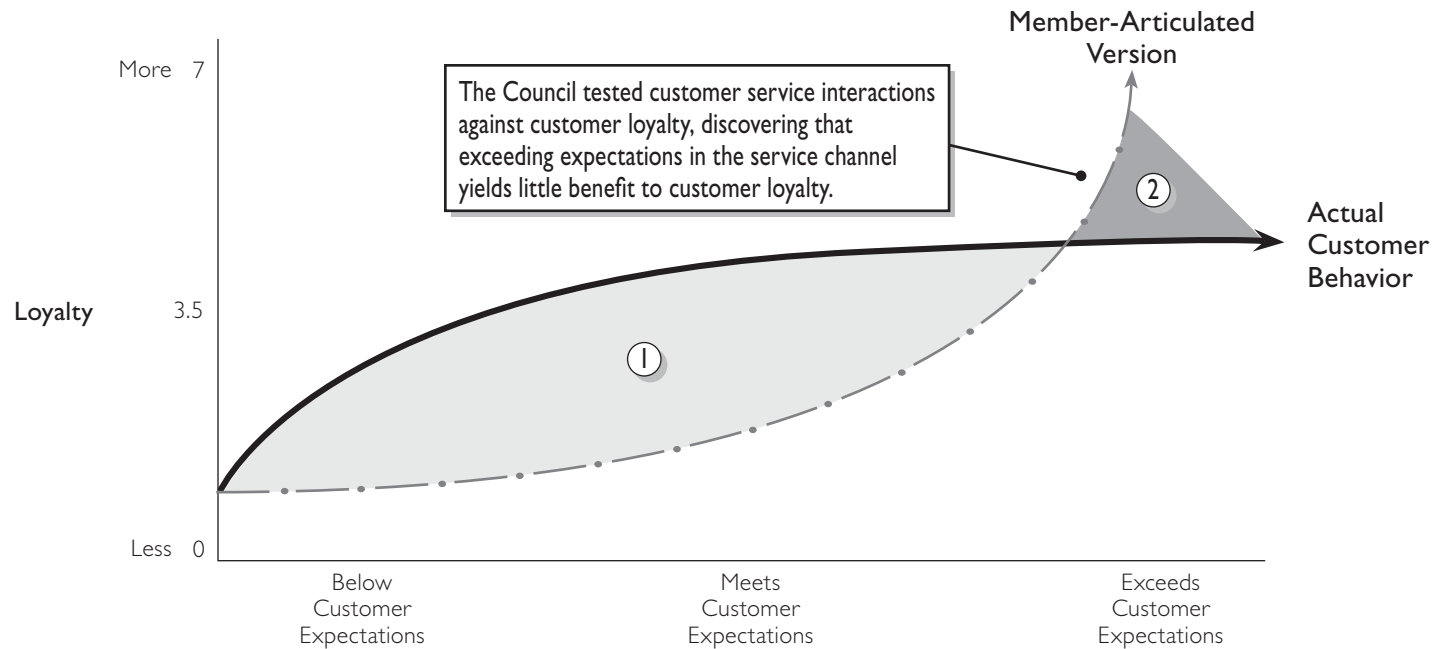 Member-Articulated
Version
More 7
The Council tested customer service interactions
against customer loyalty, discovering that
exceeding expectations in the service channel
yields little benefit to customer loyalty.
2
Actual
Customer
Behavior
Loyalty
3.5
1
Less 0
Below
Customer
Expectations
Meets
Customer
Expectations
Exceeds
Customer
Expectations